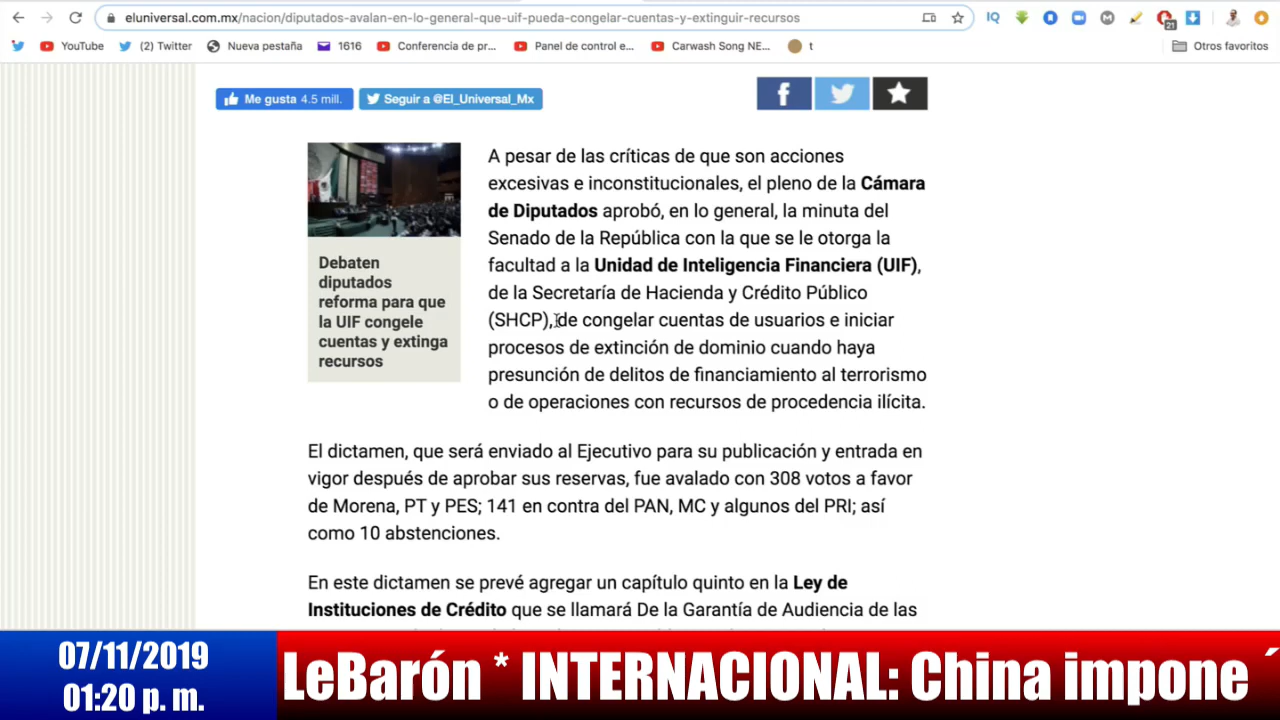 eluniversal.com.mx/nacion/diputados-avalan-en-lo-general-que-uif-pueda-congelar-cuentas-y-extinguir-recursos
IQ
M
21
YouTube
(2) Twitter
Nueva pestaña
1616
Conferencia de pr...
Panel de control e...
Carwash Song NE...
t
Otros favoritos
Me gusta 4.5 mill.
Seguir a @El_Universal_Mx
A pesar de las críticas de que son acciones
excesivas e inconstitucionales, el pleno de la Cámara
de Diputados aprobó, en lo general, la minuta del
Senado de la República con la que se le otorga la
facultad a la Unidad de Inteligencia Financiera (UIF),
de la Secretaría de Hacienda y Crédito Público
(SHCP), de congelar cuentas de usuarios e iniciar
procesos de extinción de dominio cuando haya
presunción de delitos de financiamiento al terrorismo
o de operaciones con recursos de procedencia ilícita.
Debaten
diputados
reforma para que
la UIF congele
cuentas y extinga
recursos
El dictamen, que será enviado al Ejecutivo para su publicación y entrada en
vigor después de aprobar sus reservas, fue avalado con 308 votos a favor
de Morena, PT y PES; 141 en contra del PAN, MC y algunos del PRI; así
como 10 abstenciones.
En este dictamen se prevé agregar un capítulo quinto en la Ley de
Instituciones de Crédito que se llamará De la Garantía de Audiencia de las
07/11/2019
01:20 p. m.
LeBarón * INTERNACIONAL: China impone ´